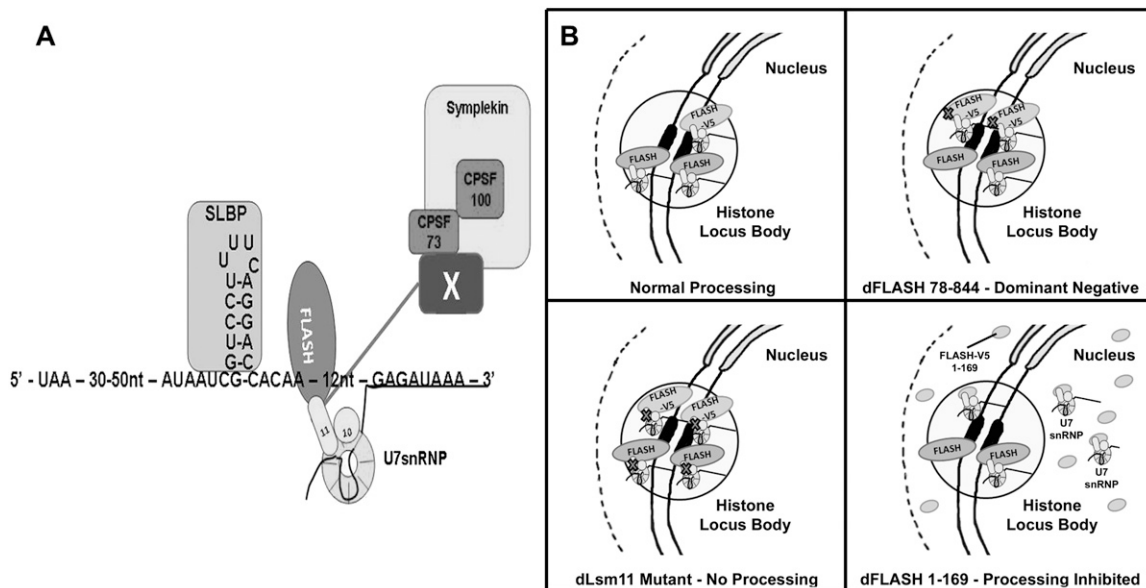 A
Symplekin
CPSF
100
CPSF
73
X
SLBP
U U
U C
U-A
C-G
C-G
U-A
G-C
FLASH
5' - UAA – 30-50nt – AUAAUCG-CACAA – 12nt – GAGAUAAA – 3'
11
10
U7snRNP
B
Nucleus
FLASH
-V5
FLASH
FLASH
Histone
Locus Body
Normal Processing
Nucleus
FLASH
-V5
FLASH
-V5
FLASH
FLASH
Histone
Locus Body
dFLASH 78-844 - Dominant Negative
Nucleus
FLASH
-V5
FLASH
-V5
FLASH
FLASH
Histone
Locus Body
dLsm11 Mutant - No Processing
FLASH-V5
1-169
Nucleus
U7
snRNP
FLASH
FLASH
U7
snRNP
Histone
Locus Body
dFLASH 1-169 - Processing Inhibited